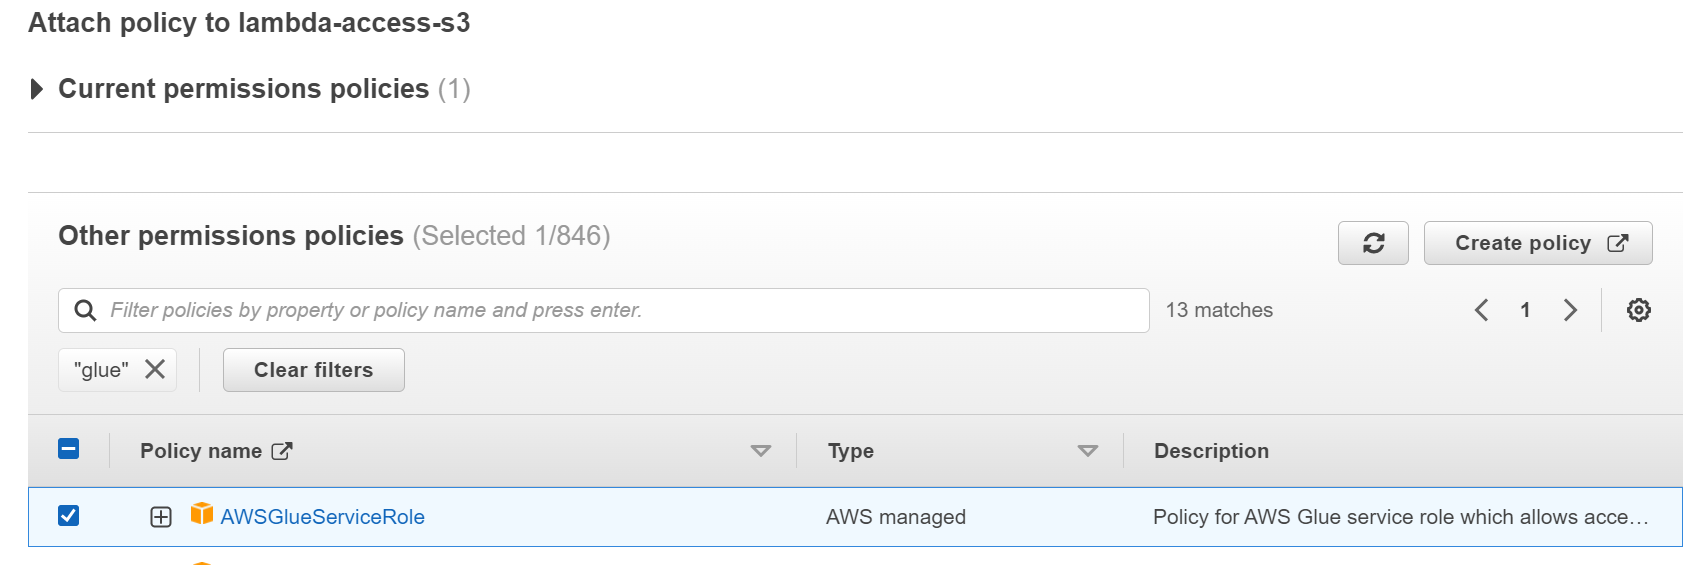 Attach policy to lambda-access-s3
Current permissions policies (1)
Other permissions policies (Selected 1/846)
Create policy
Filter policies by property or policy name and press enter.
13 matches
1
"glue"
Clear filters
Policy name
Type
Description
AWSGlueServiceRole
AWS managed
Policy for AWS Glue service role which allows acce…